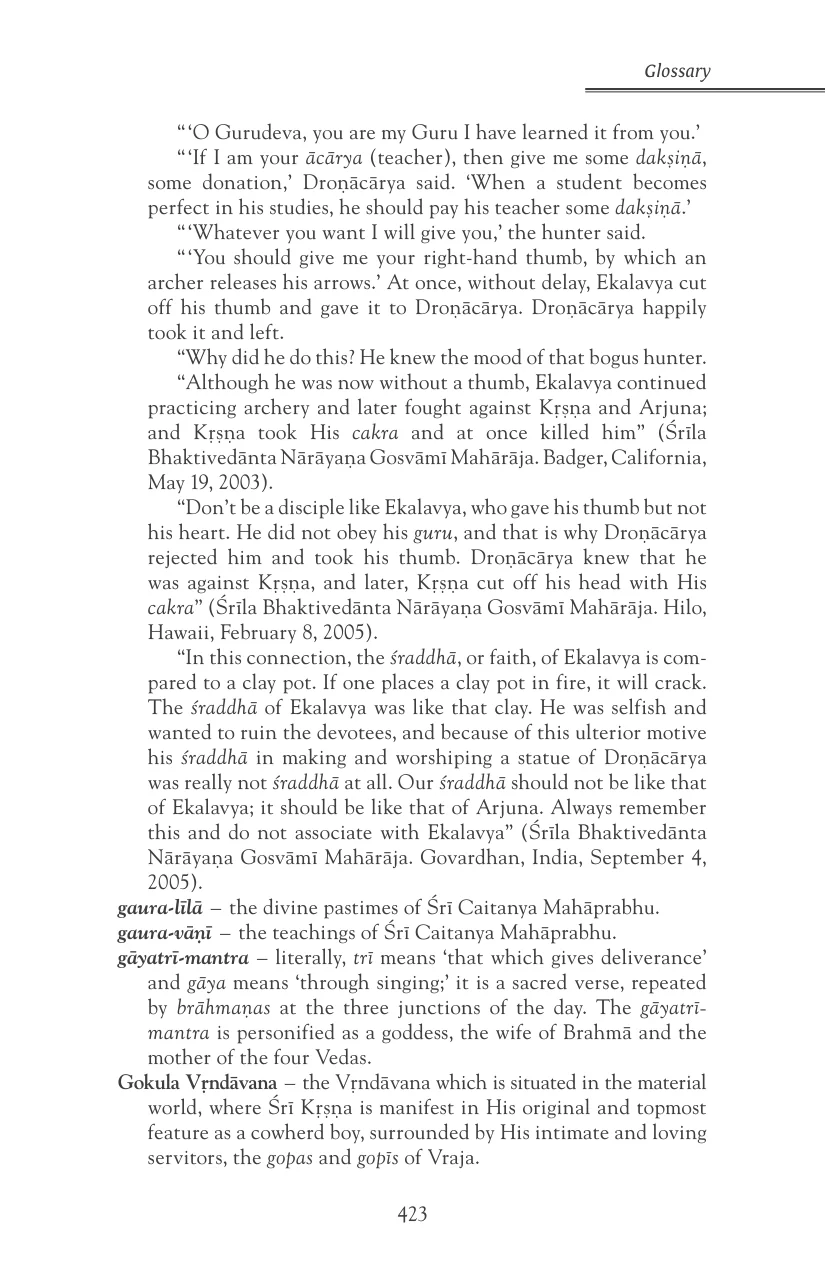 Glossary
“‘O Gurudeva, you are my Guru I have learned it from you.’
“‘If I am your ācārya (teacher), then give me some dakṣiṇā,
some donation,’ Droṇācārya said. ‘When a student becomes
perfect in his studies, he should pay his teacher some dakṣiṇā.’
“‘Whatever you want I will give you,’ the hunter said.
“‘You should give me your right-hand thumb, by which an
archer releases his arrows.’ At once, without delay, Ekalavya cut
off his thumb and gave it to Droṇācārya. Droṇācārya happily
took it and left.
“Why did he do this? He knew the mood of that bogus hunter.
“Although he was now without a thumb, Ekalavya continued
practicing archery and later fought against Kṛṣṇa and Arjuna;
and Kṛṣṇa took His cakra and at once killed him” (Śrīla
Bhaktivedānta Nārāyaṇa Gosvāmī Mahārāja. Badger, California,
May 19, 2003).
“Don’t be a disciple like Ekalavya, who gave his thumb but not
his heart. He did not obey his guru, and that is why Droṇācārya
rejected him and took his thumb. Droṇācārya knew that he
was against Kṛṣṇa, and later, Kṛṣṇa cut off his head with His
cakra” (Śrīla Bhaktivedānta Nārāyaṇa Gosvāmī Mahārāja. Hilo,
Hawaii, February 8, 2005).
“In this connection, the śraddhā, or faith, of Ekalavya is com-
pared to a clay pot. If one places a clay pot in fire, it will crack.
The śraddhā of Ekalavya was like that clay. He was selfish and
wanted to ruin the devotees, and because of this ulterior motive
his śraddhā in making and worshiping a statue of Droṇācārya
was really not śraddhā at all. Our śraddhā should not be like that
of Ekalavya; it should be like that of Arjuna. Always remember
this and do not associate with Ekalavya” (Śrīla Bhaktivedānta
Nārāyaṇa Gosvāmī Mahārāja. Govardhan, India, September 4,
2005).
gaura-līlā – the divine pastimes of Śrī Caitanya Mahāprabhu.
gaura-vāṇī – the teachings of Śrī Caitanya Mahāprabhu.
gāyatrī-mantra – literally, trī means ‘that which gives deliverance’
and gāya means ‘through singing;’ it is a sacred verse, repeated
by brāhmaṇas at the three junctions of the day. The gāyatrī-
mantra is personified as a goddess, the wife of Brahmā and the
mother of the four Vedas.
Gokula Vṛndāvana – the Vṛndāvana which is situated in the material
world, where Śrī Kṛṣṇa is manifest in His original and topmost
feature as a cowherd boy, surrounded by His intimate and loving
servitors, the gopas and gopīs of Vraja.
423